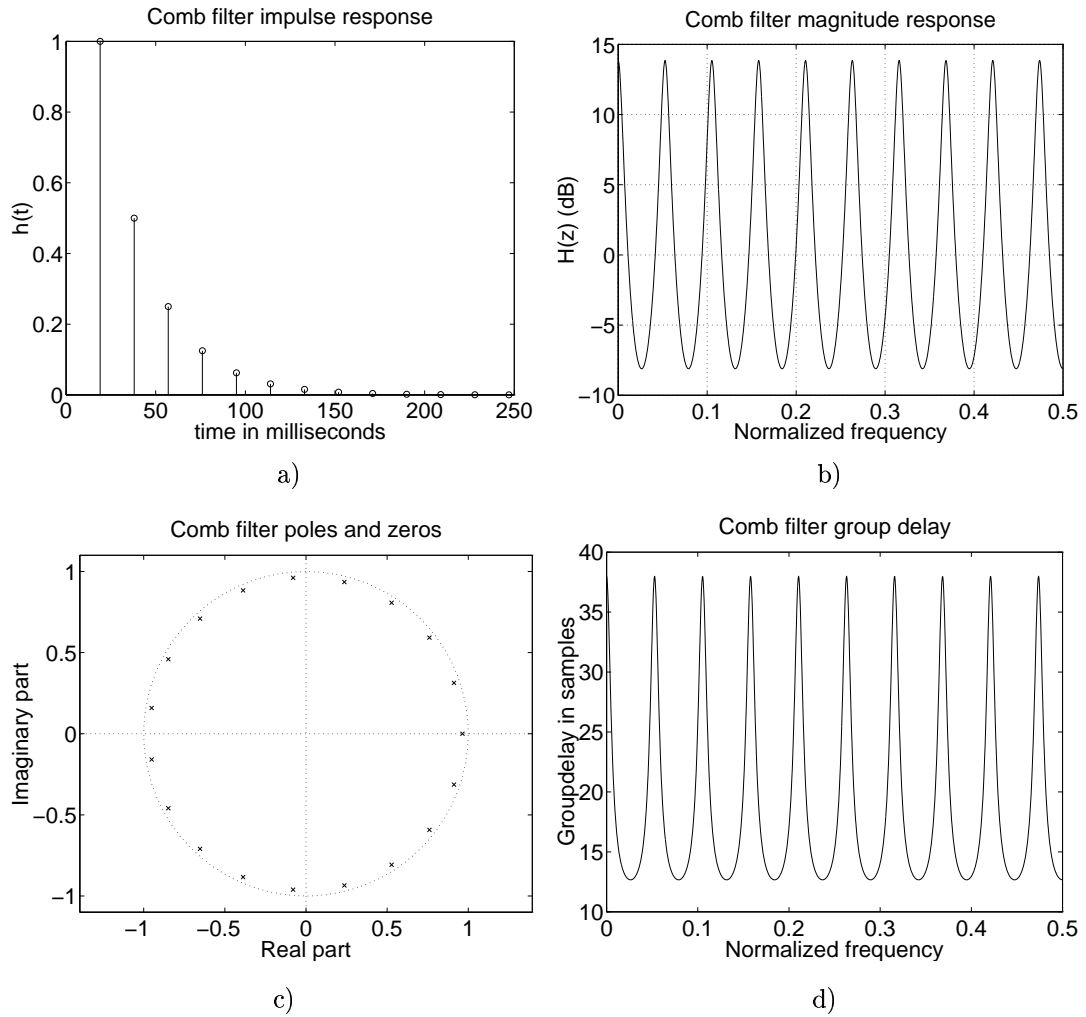 Comb filter impulse response
1
0.8
0.6
0.4
0.2
0
h(t)
0 50 100 150 200 250
time in milliseconds
a)
Comb filter magnitude response
15
10
5
0
−5
−10
H(z) (dB)
0 0.1 0.2 0.3 0.4 0.5
Normalized frequency
b)
Comb filter poles and zeros
1
0.5
0
−0.5
−1
Imaginary part
−1 −0.5 0 0.5 1
Real part
c)
Comb filter group delay
40
35
30
25
20
15
10
Groupdelay in samples
0 0.1 0.2 0.3 0.4 0.5
Normalized frequency
d)